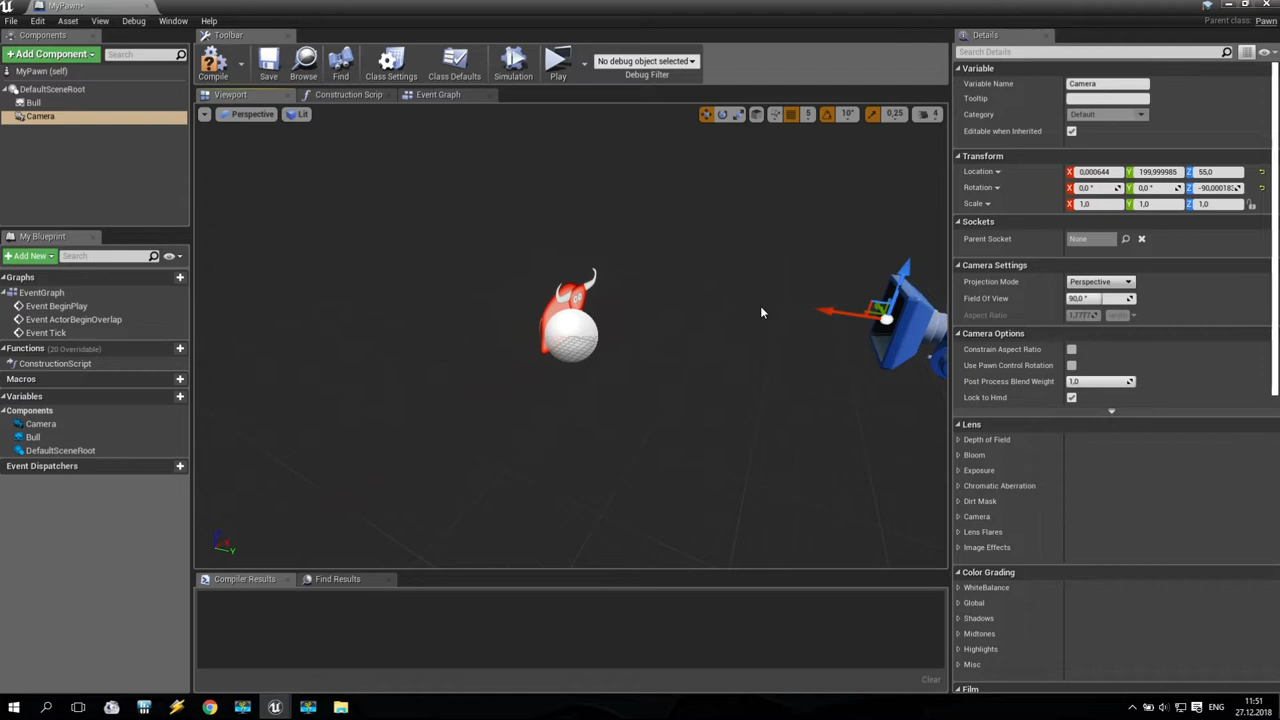 MyPawn*
File Edit Asset View Debug Window Help
Parent class: Pawn
Components
+ Add Component
Search
MyPawn (self)
DefaultSceneRoot
Bull
Camera
My Blueprint
+ Add New
Search
Graphs
EventGraph
Event BeginPlay
Event ActorBeginOverlap
Event Tick
Functions (20 Overridable)
ConstructionScript
Macros
Variables
Components
Camera
Bull
DefaultSceneRoot
Event Dispatchers
Toolbar
Compile Save Browse Find Class Settings Class Defaults Simulation Play
No debug object selected
Debug Filter
Viewport Construction Scrip Event Graph
Perspective Lit
5 10° 0,25 4
X Y
Compiler Results Find Results
Clear
Details
Search Details
Variable
Variable Name Camera
Tooltip
Category Default
Editable when Inherited
Transform
Location X 0,000644 Y 199,999985 Z 55,0
Rotation X 0,0 ° Y 0,0 ° Z -90,00018
Scale X 1,0 Y 1,0 Z 1,0
Sockets
Parent Socket None
Camera Settings
Projection Mode Perspective
Field Of View 90,0 °
Aspect Ratio 1,7777
Camera Options
Constrain Aspect Ratio
Use Pawn Control Rotation
Post Process Blend Weight 1,0
Lock to Hmd
Lens
Depth of Field
Bloom
Exposure
Chromatic Aberration
Dirt Mask
Camera
Lens Flares
Image Effects
Color Grading
WhiteBalance
Global
Shadows
Midtones
Highlights
Misc
Film
ENG
11:51
27.12.2018